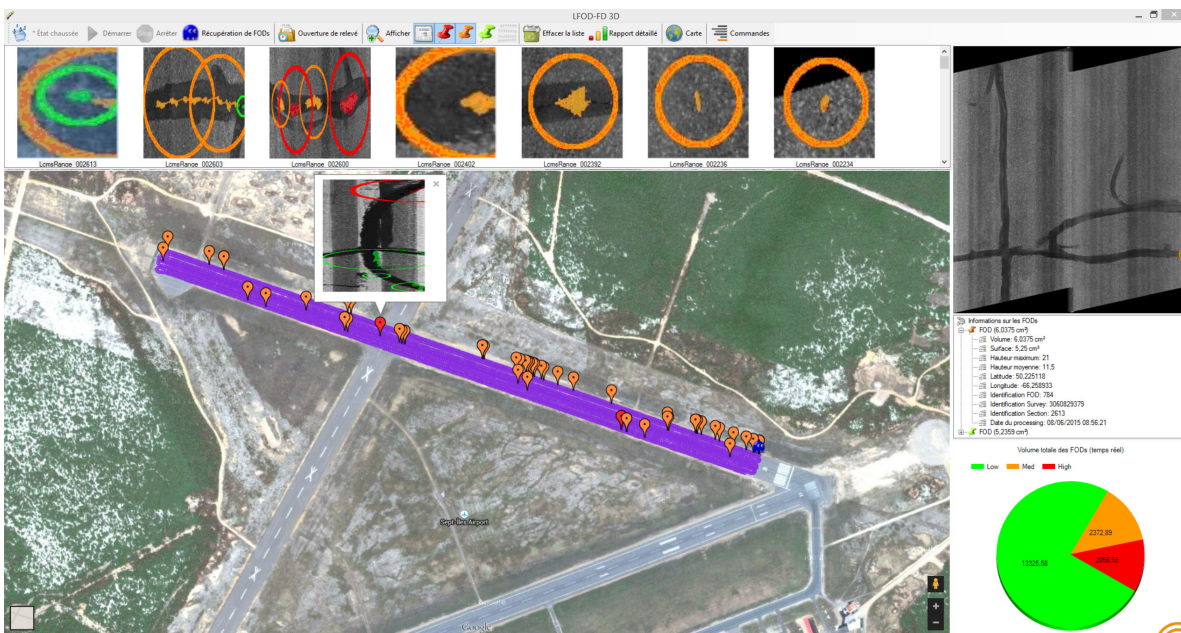 LFOD-FD 3D
* État chaussée Démarrer Arrêter Récupération de FODs Ouverture de relevé Afficher Effacer la liste Rapport détaillé Carte Commandes
LcmsRange_002613 LcmsRange_002603 LcmsRange_002600 LcmsRange_002402 LcmsRange_002392 LcmsRange_002236 LcmsRange_002234
Sept-Îles Airport
Google
Informations sur les FODs
FOD (6,0375 cm³)
Volume: 6,0375 cm³
Surface: 5,25 cm²
Hauteur maximum: 21
Hauteur moyenne: 11,5
Latitude: 50,225118
Longitude: -66,258933
Identification FOD: 784
Identification Survey: 3060829379
Identification Section: 2613
Date du processing: 08/06/2015 08:56:21
FOD (5,2359 cm³)
Volume totale des FODs (temps réel)
Low Med High
2372.89
13325.58